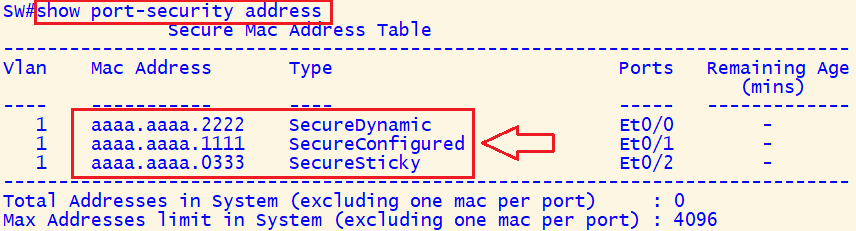 SW#show port-security address
Secure Mac Address Table
-----------------------------------------------------------------------------
Vlan    Mac Address       Type                          Ports   Remaining Age
                                                                   (mins)
----    -----------       ----                          -----   -------------
1    aaaa.aaaa.2222    SecureDynamic                 Et0/0        -
1    aaaa.aaaa.1111    SecureConfigured              Et0/1        -
1    aaaa.aaaa.0333    SecureSticky                  Et0/2        -
-----------------------------------------------------------------------------
Total Addresses in System (excluding one mac per port)     : 0
Max Addresses limit in System (excluding one mac per port) : 4096